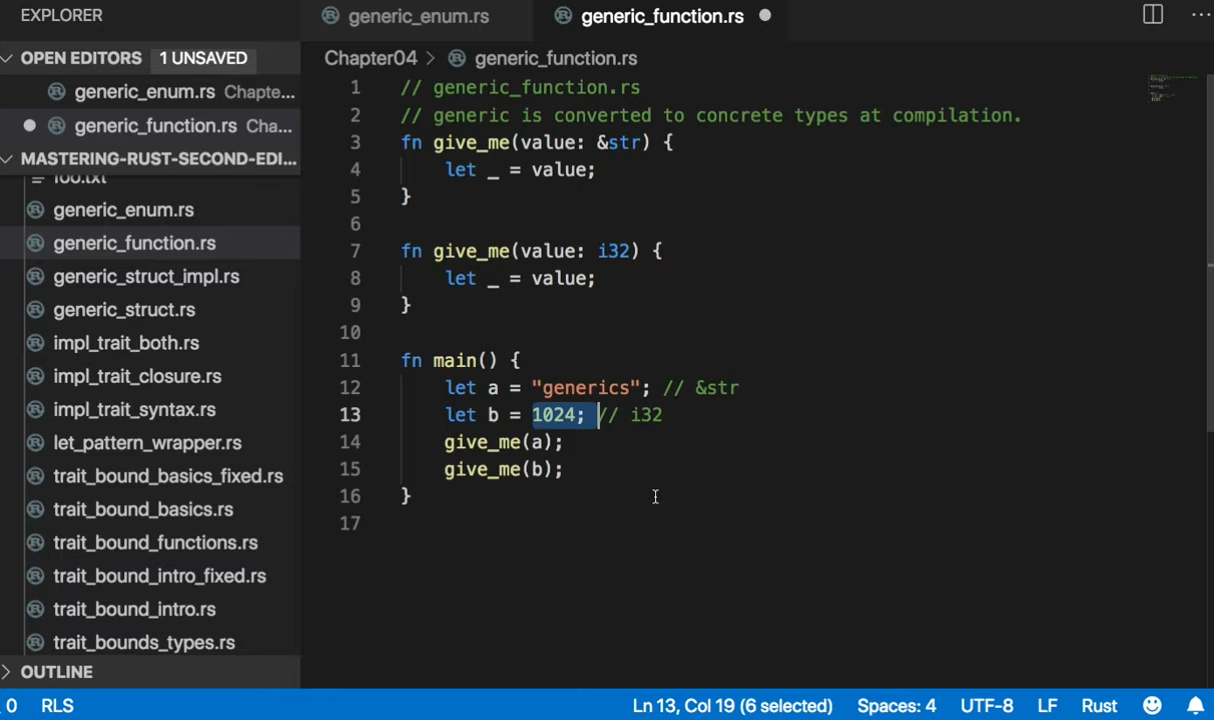 EXPLORER
generic_enum.rs
generic_function.rs
...
OPEN EDITORS 1 UNSAVED
generic_enum.rs Chapte...
generic_function.rs Cha...
MASTERING-RUST-SECOND-EDI...
foo.txt
generic_enum.rs
generic_function.rs
generic_struct_impl.rs
generic_struct.rs
impl_trait_both.rs
impl_trait_closure.rs
impl_trait_syntax.rs
let_pattern_wrapper.rs
trait_bound_basics_fixed.rs
trait_bound_basics.rs
trait_bound_functions.rs
trait_bound_intro_fixed.rs
trait_bound_intro.rs
trait_bounds_types.rs
OUTLINE
Chapter04 > generic_function.rs
1 // generic_function.rs
2 // generic is converted to concrete types at compilation.
3 fn give_me(value: &str) {
4 let _ = value;
5 }
6
7 fn give_me(value: i32) {
8 let _ = value;
9 }
10
11 fn main() {
12 let a = "generics"; // &str
13 let b = 1024; // i32
14 give_me(a);
15 give_me(b);
16 }
17
0 RLS
Ln 13, Col 19 (6 selected) Spaces: 4 UTF-8 LF Rust